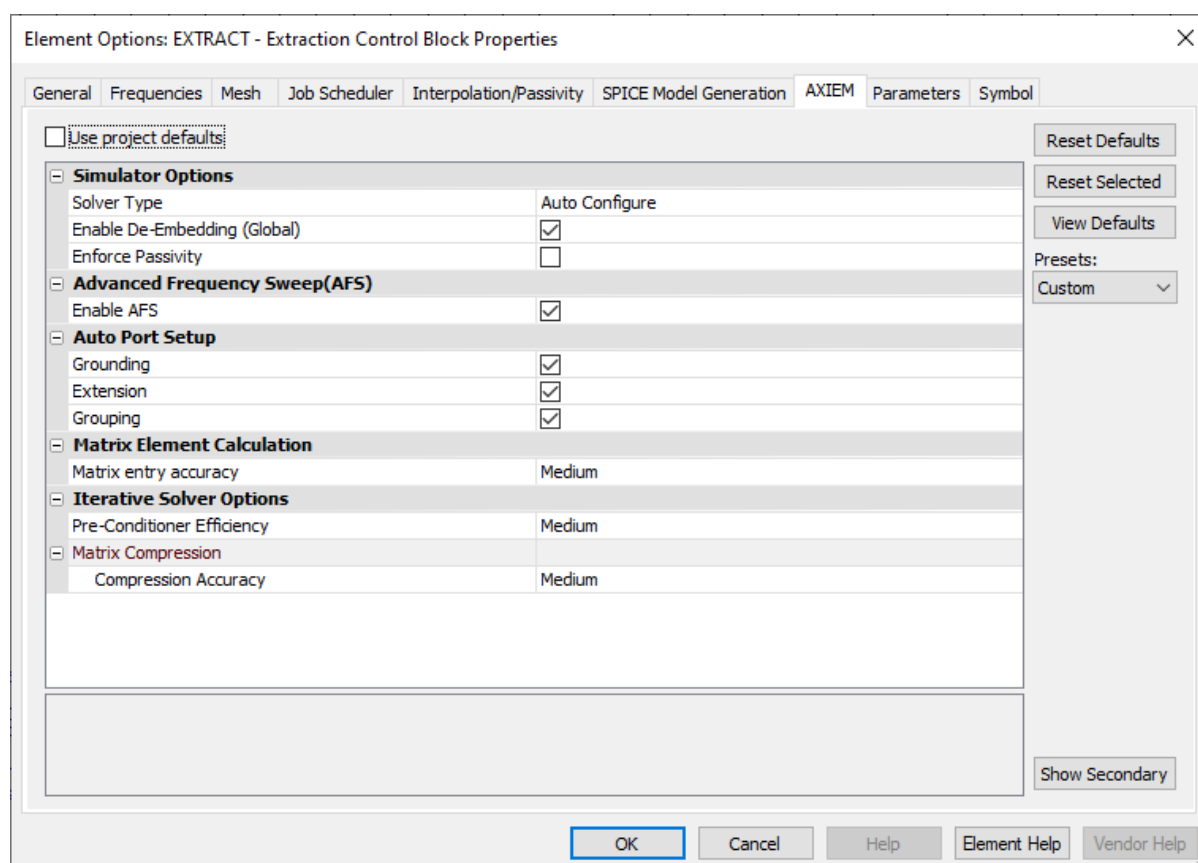 Element Options: EXTRACT - Extraction Control Block Properties
General Frequencies Mesh Job Scheduler Interpolation/Passivity SPICE Model Generation AXIEM Parameters Symbol
Use project defaults
Reset Defaults
Simulator Options
Reset Selected
Solver Type Auto Configure
Enable De-Embedding (Global)
View Defaults
Enforce Passivity
Presets:
Advanced Frequency Sweep(AFS)
Custom
Enable AFS
Auto Port Setup
Grounding
Extension
Grouping
Matrix Element Calculation
Matrix entry accuracy Medium
Iterative Solver Options
Pre-Conditioner Efficiency Medium
Matrix Compression
Compression Accuracy Medium
Show Secondary
OK Cancel Help Element Help Vendor Help